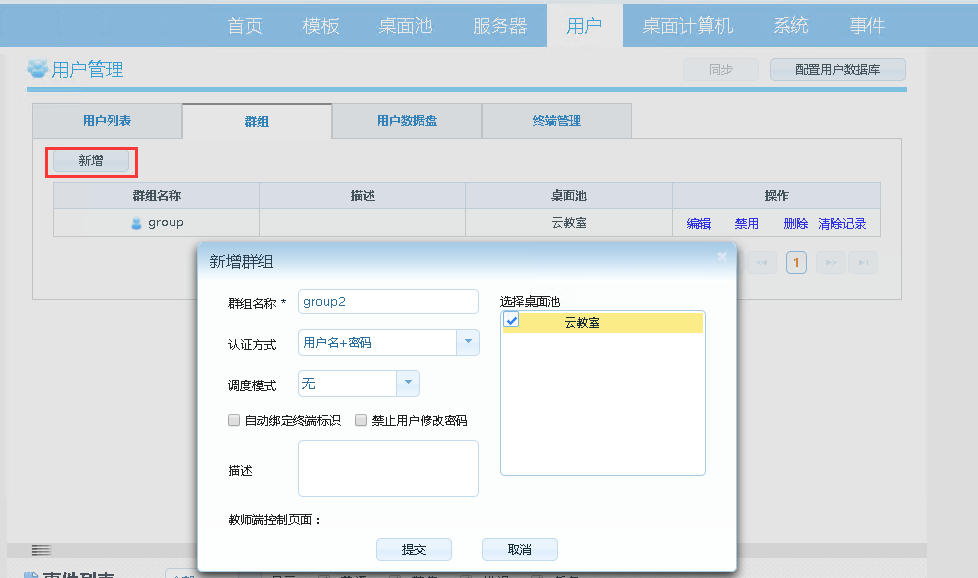 首页 模板 桌面池 服务器 用户 桌面计算机 系统 事件
用户管理 同步 配置用户数据库
用户列表 群组 用户数据盘 终端管理
新增
群组名称 描述 桌面池 操作
group 云教室 编辑 禁用 删除 清除记录
1
新增群组
群组名称 * group2
选择桌面池
云教室
认证方式 用户名+密码
调度模式 无
自动绑定终端标识 禁止用户修改密码
描述
教师端控制页面：
提交 取消
事件列表